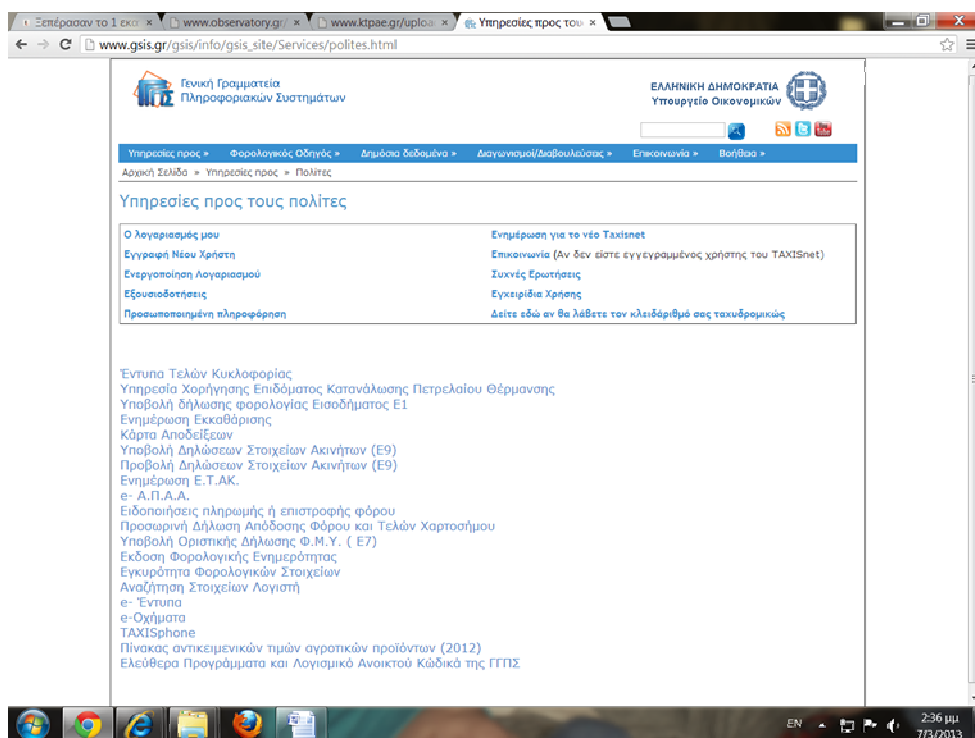 Ξεπέρασαν το 1 εκα
www.observatory.gr/
www.ktpae.gr/uploa
Υπηρεσίες προς του
www.gsis.gr/gsis/info/gsis_site/Services/polites.html
Γενική Γραμματεία
Πληροφοριακών Συστημάτων
ΕΛΛΗΝΙΚΗ ΔΗΜΟΚΡΑΤΙΑ
Υπουργείο Οικονομικών
Υπηρεσίες προς » Φορολογικός Οδηγός » Δημόσια δεδομένα » Διαγωνισμοί/Διαβουλεύσεις » Επικοινωνία » Βοήθεια »
Αρχική Σελίδα » Υπηρεσίες προς » Πολίτες
Υπηρεσίες προς τους πολίτες
Ο λογαριασμός μου
Εγγραφή Νέου Χρήστη
Ενεργοποίηση Λογαριασμού
Εξουσιοδοτήσεις
Προσωποποιημένη πληροφόρηση
Ενημέρωση για το νέο Taxisnet
Επικοινωνία (Αν δεν είστε εγγεγραμμένος χρήστης του TAXISnet)
Συχνές Ερωτήσεις
Εγχειρίδια Χρήσης
Δείτε εδώ αν θα λάβετε τον κλειδάριθμό σας ταχυδρομικώς
Έντυπα Τελών Κυκλοφορίας
Υπηρεσία Χορήγησης Επιδόματος Κατανάλωσης Πετρελαίου Θέρμανσης
Υποβολή δήλωσης φορολογίας Εισοδήματος Ε1
Ενημέρωση Εκκαθάρισης
Κάρτα Αποδείξεων
Υποβολή Δηλώσεων Στοιχείων Ακινήτων (Ε9)
Προβολή Δηλώσεων Στοιχείων Ακινήτων (Ε9)
Ενημέρωση Ε.Τ.ΑΚ.
e- Α.Π.Α.Α.
Ειδοποιήσεις πληρωμής ή επιστροφής φόρου
Προσωρινή Δήλωση Απόδοσης Φόρου και Τελών Χαρτοσήμου
Υποβολή Οριστικής Δήλωσης Φ.Μ.Υ. ( Ε7)
Εκδοση Φορολογικής Ενημερότητας
Εγκυρότητα Φορολογικών Στοιχείων
Αναζήτηση Στοιχείων Λογιστή
e- Έντυπα
e-Οχήματα
TAXISphone
Πίνακας αντικειμενικών τιμών αγροτικών προϊόντων (2012)
Ελεύθερα Προγράμματα και Λογισμικό Ανοικτού Κώδικά της ΓΓΠΣ
EN
2:36 μμ
7/3/2013